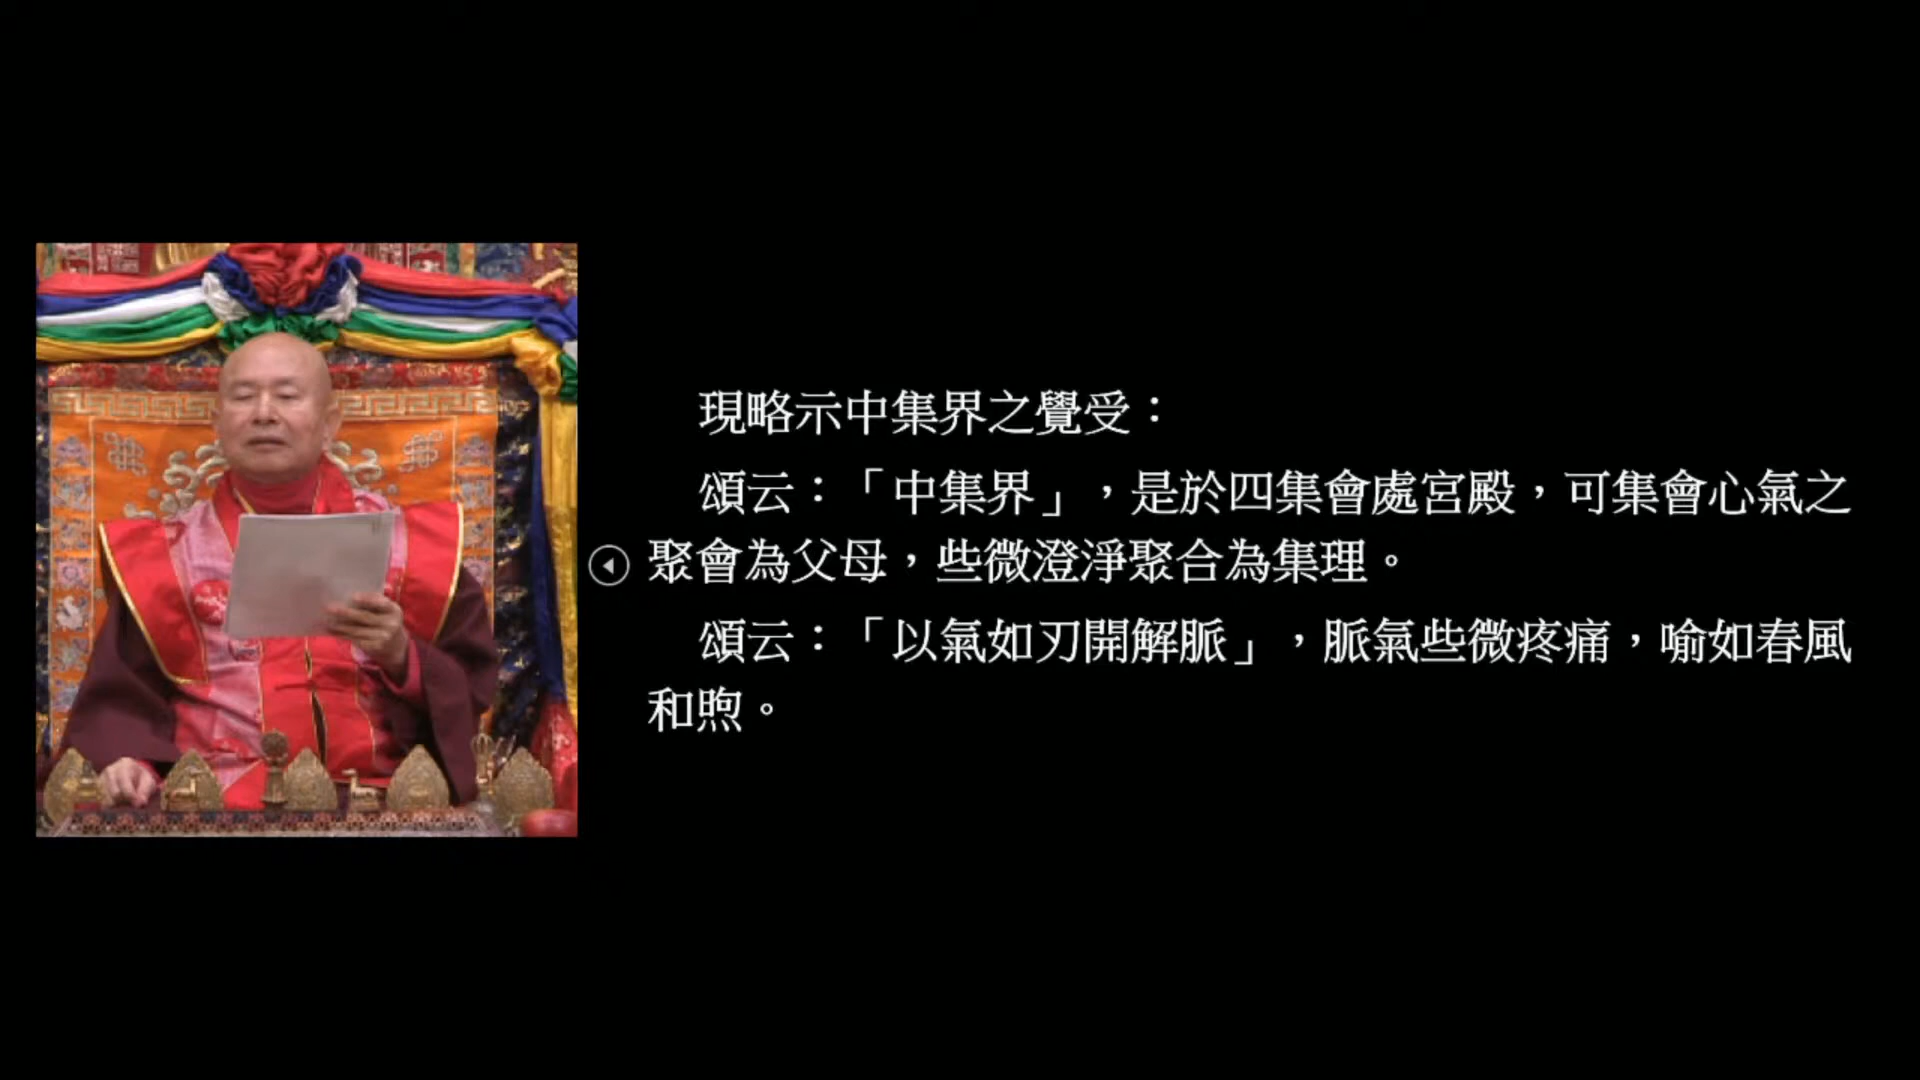 現略示中集界之覺受：
頌云：「中集界」，是於四集會處宮殿，可集會心氣之
聚會為父母，些微澄淨聚合為集理。
頌云：「以氣如刃開解脈」，脈氣些微疼痛，喻如春風
和煦。